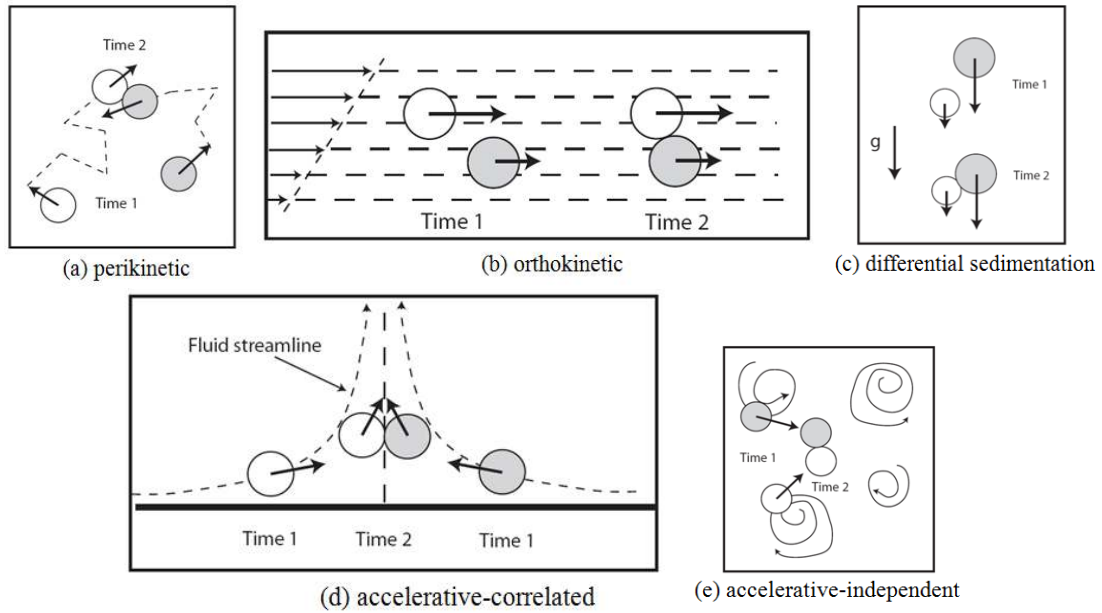 Time 2
Time 1
(a) perikinetic
Time 1
Time 2
(b) orthokinetic
Time 1
g
Time 2
(c) differential sedimentation
Fluid streamline
Time 1
Time 2
Time 1
(d) accelerative-correlated
Time 1
Time 2
(e) accelerative-independent